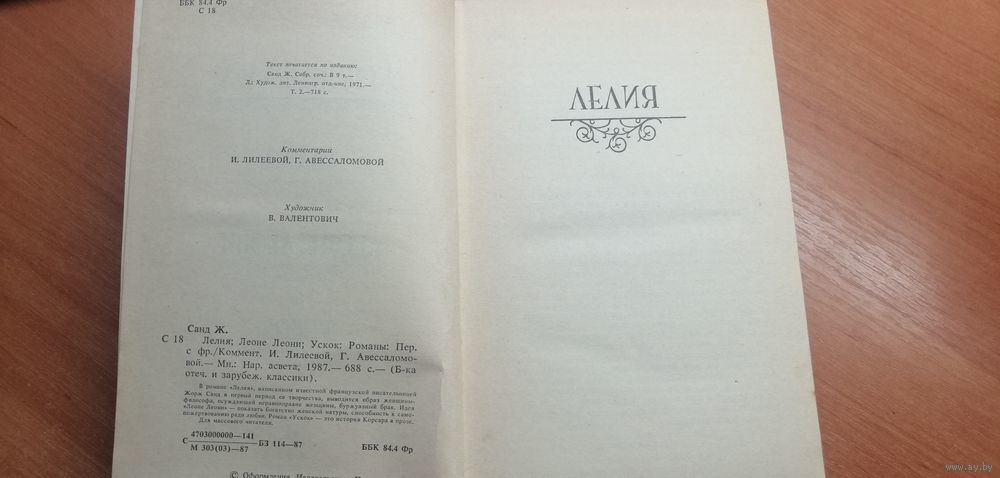 ББК 84.4 Фр
С 18
Текст печатается по изданию:
Санд Ж. Собр. соч.: В 9 т.—
Л.: Худож. лит. Ленингр. отд-ние, 1971.—
Т. 2.—718 с.
Комментарии
И. ЛИЛЕЕВОЙ, Г. АВЕССАЛОМОВОЙ
Художник
В. ВАЛЕНТОВИЧ
Санд Ж.
С 18 Лелия; Леоне Леони; Ускок: Романы: Пер.
с фр./Коммент. И. Лилеевой, Г. Авессаломо-
вой.— Мн.: Нар. асвета, 1987.— 688 с.— (Б-ка
отеч. и зарубеж. классики).
В романе «Лелия», написанном известной французской писательницей
Жорж Санд в первый период ее творчества, выводится образ женщины-
философа, осуждающей неравноправие женщины, буржуазный брак. Идея
«Леоне Леони» — показать богатство женской натуры, способность к само-
пожертвованию ради любви. Роман «Ускок» — это история Корсара в прозе.
Для массового читателя.
4703000000—141
С БЗ 114—87 ББК 84.4 Фр
М 303(03)—87
© Оформление.
ЛЕЛИЯ
www.ay.by